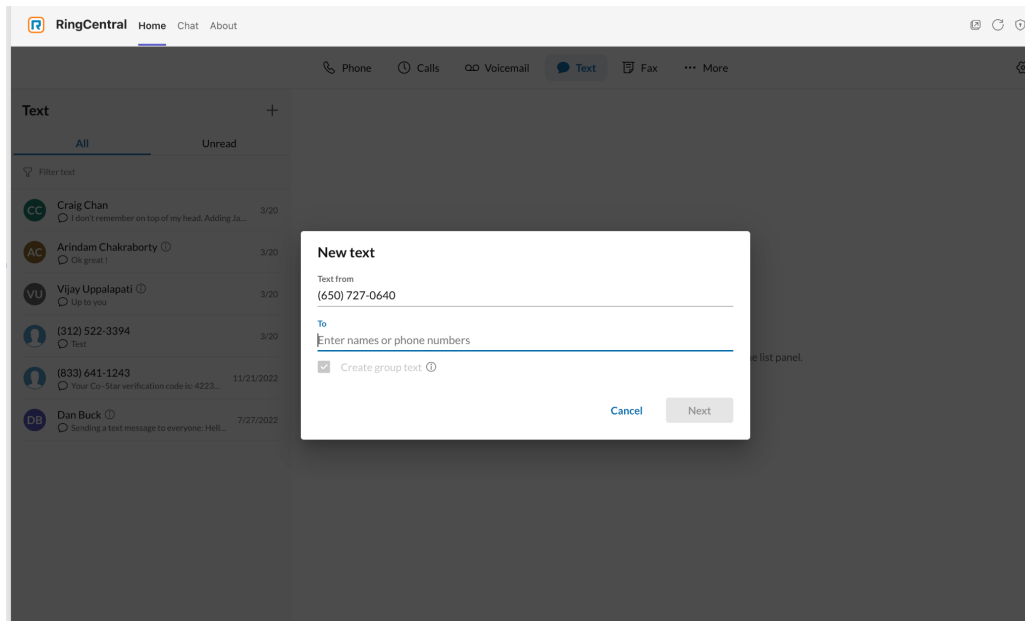 RingCentral Home Chat About
Phone Calls Voicemail Text Fax More
Text
All Unread
Filter text
CC Craig Chan 3/20
I don't remember on top of my head. Adding Ja...
AC Arindam Chakraborty 3/20
Ok great !
VU Vijay Uppalapati 3/20
Up to you
(312) 522-3394 3/20
Test
(833) 641-1243 11/21/2022
Your Co–Star verification code is: 4223...
DB Dan Buck 7/27/2022
Sending a text message to everyone: Hell...
New text
Text from
(650) 727-0640
To
Enter names or phone numbers
Create group text
Cancel Next
e list panel.